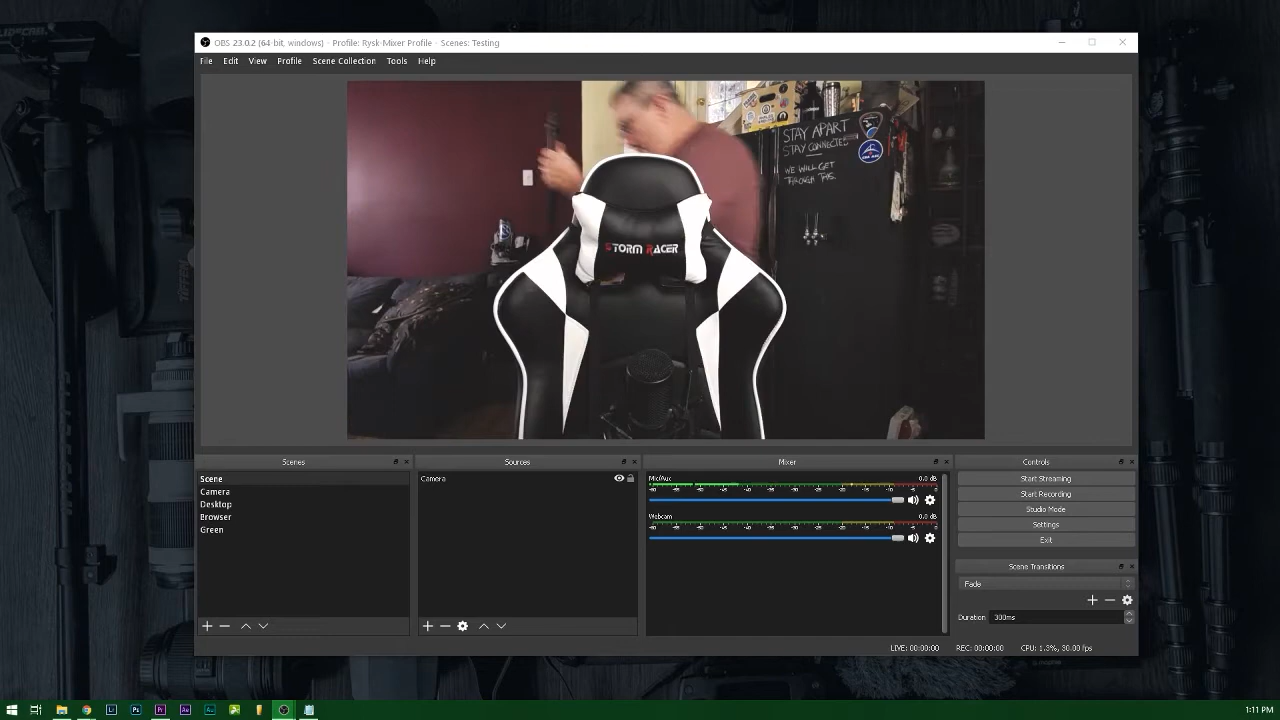 OBS 23.0.2 (64-bit, windows) - Profile: Rysk-Mixer Profile - Scenes: Testing
File Edit View Profile Scene Collection Tools Help
STAY APART
STAY CONNECTED
WE WILL GET
THROUGH THIS.
STORM RACER
Scenes
Scene
Camera
Desktop
Browser
Green
Sources
Camera
Mixer
Mic/Aux 0.0 dB
Webcam 0.0 dB
Controls
Start Streaming
Start Recording
Studio Mode
Settings
Exit
Scene Transitions
Fade
Duration 300ms
LIVE: 00:00:00 REC: 00:00:00 CPU: 1.3%, 30.00 fps
Ps Pr Ae Au
1:11 PM